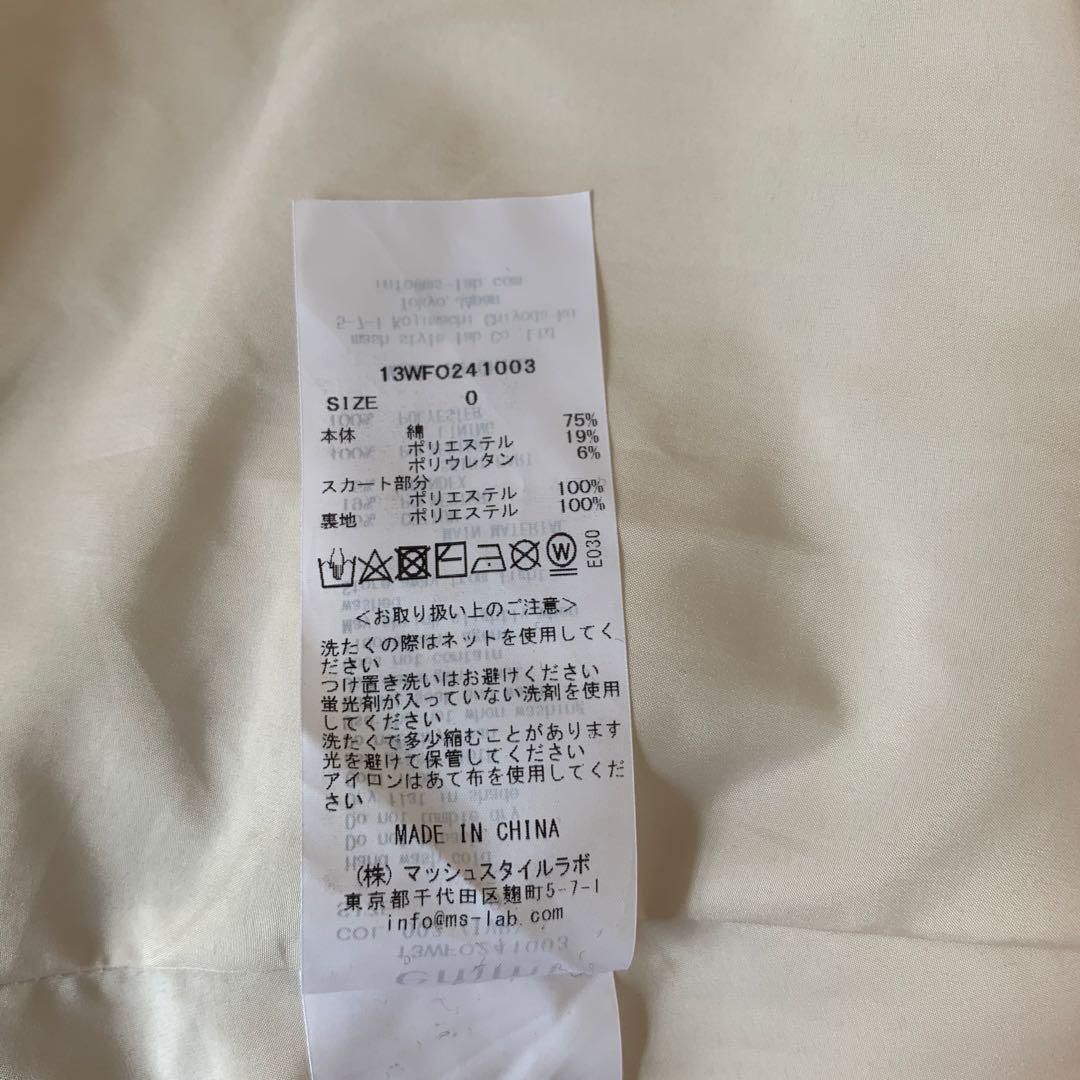 13WFO241003
SIZE 0
本体 綿 75%
ポリエステル 19%
ポリウレタン 6%
スカート部分
ポリエステル 100%
裏地 ポリエステル 100%
W
E030
＜お取り扱い上のご注意＞
洗たくの際はネットを使用してく
ださい
つけ置き洗いはお避けください
蛍光剤が入っていない洗剤を使用
してください
洗たくで多少縮むことがあります
光を避けて保管してください
アイロンはあて布を使用してくだ
さい
MADE IN CHINA
(株) マッシュスタイルラボ
東京都千代田区麹町5-7-1
info@ms-lab.com